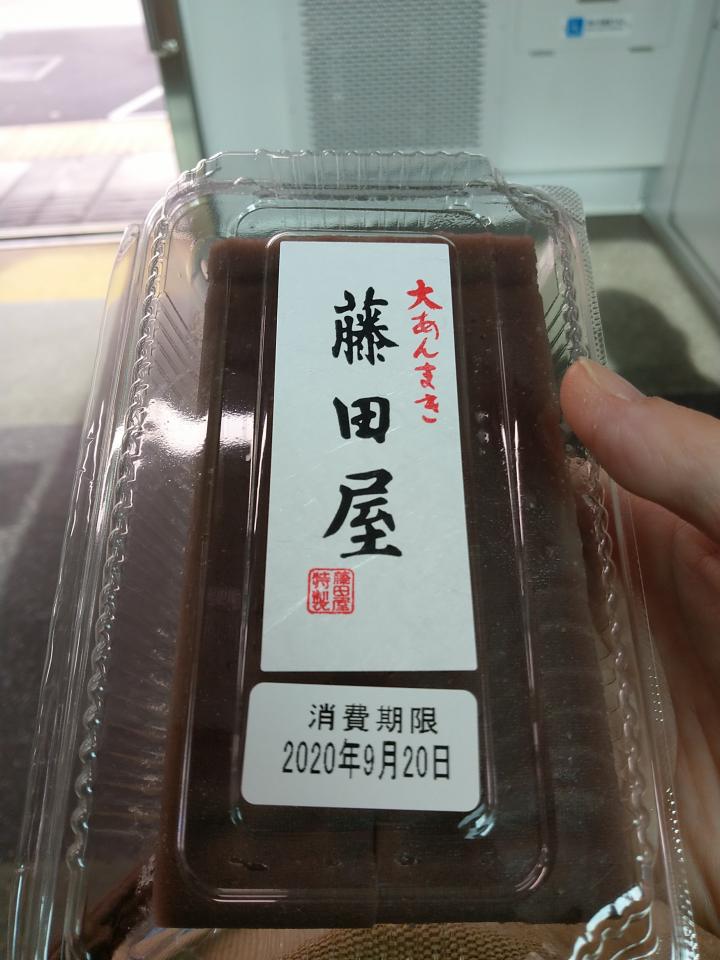 大あんまき
藤田屋
藤田屋
特製
消費期限
2020年9月20日